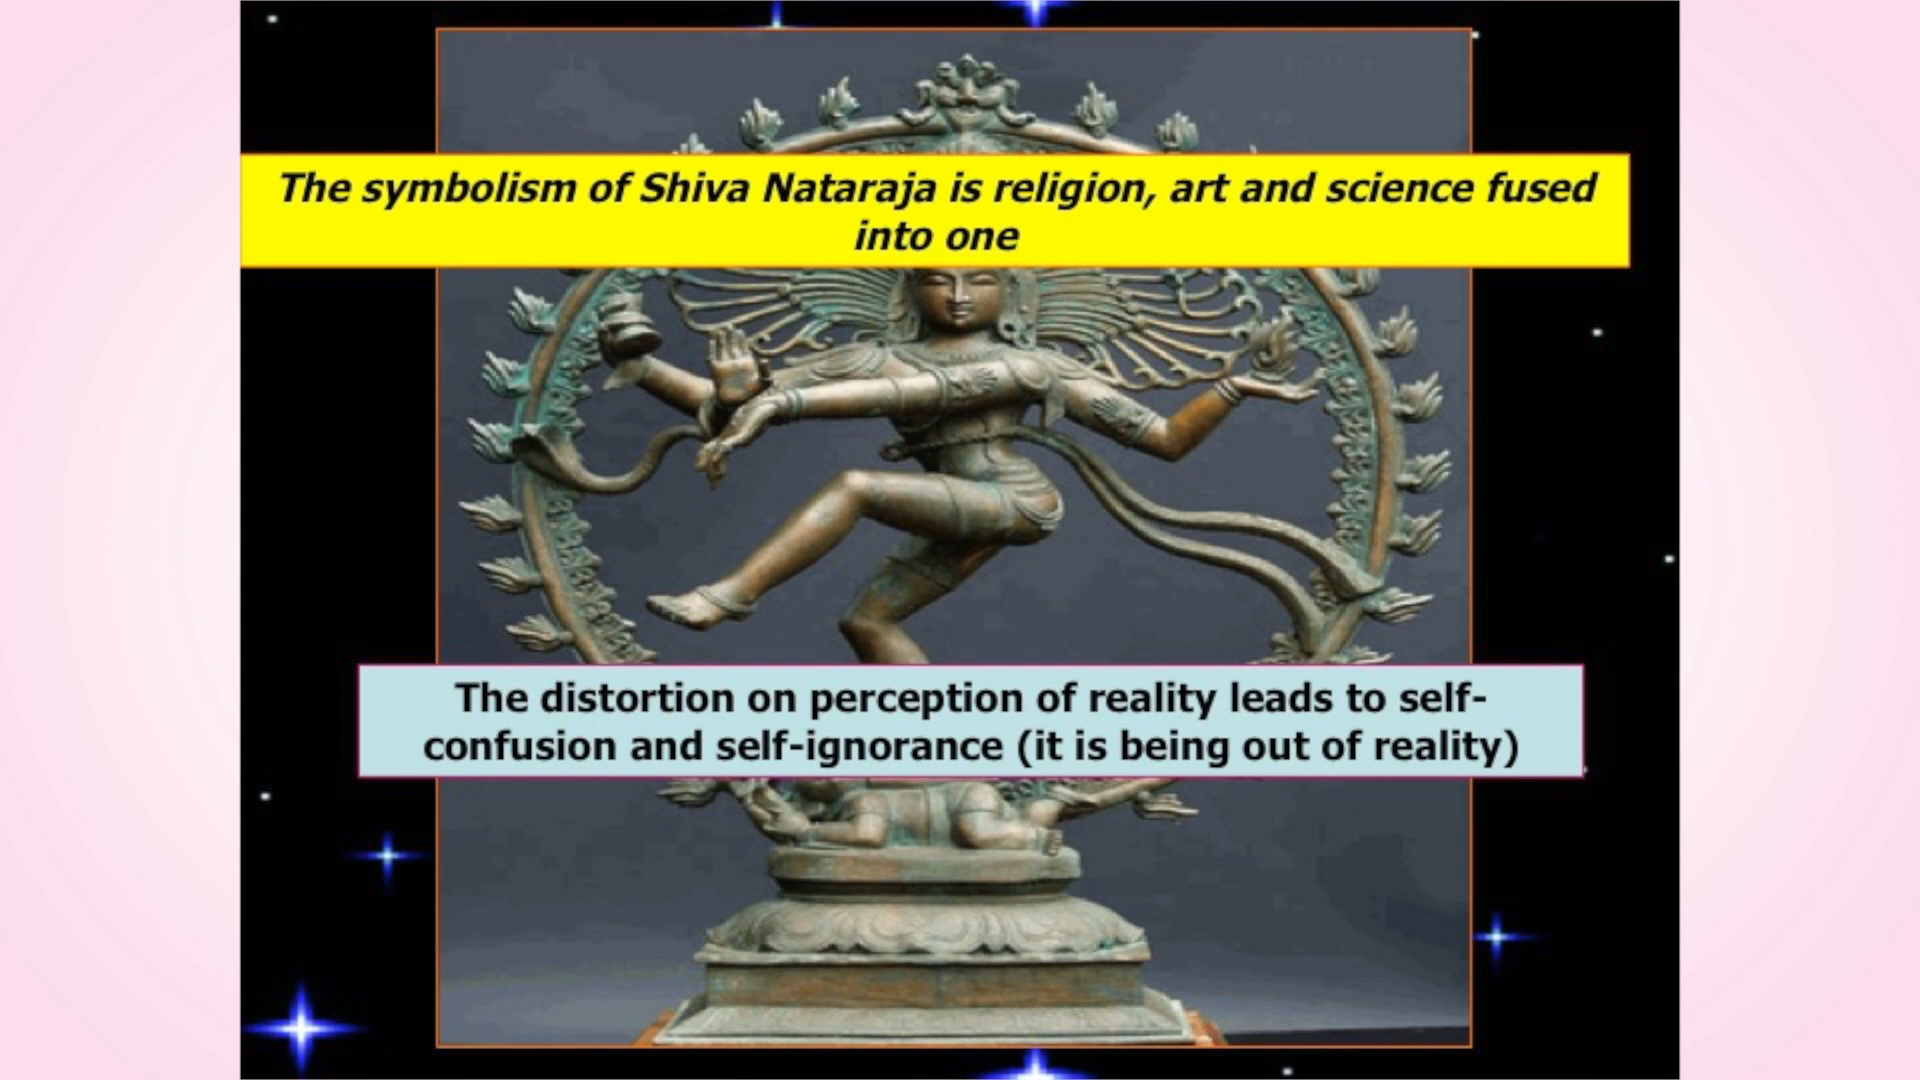 The symbolism of Shiva Nataraja is religion, art and science fused
into one
The distortion on perception of reality leads to self-
confusion and self-ignorance (it is being out of reality)